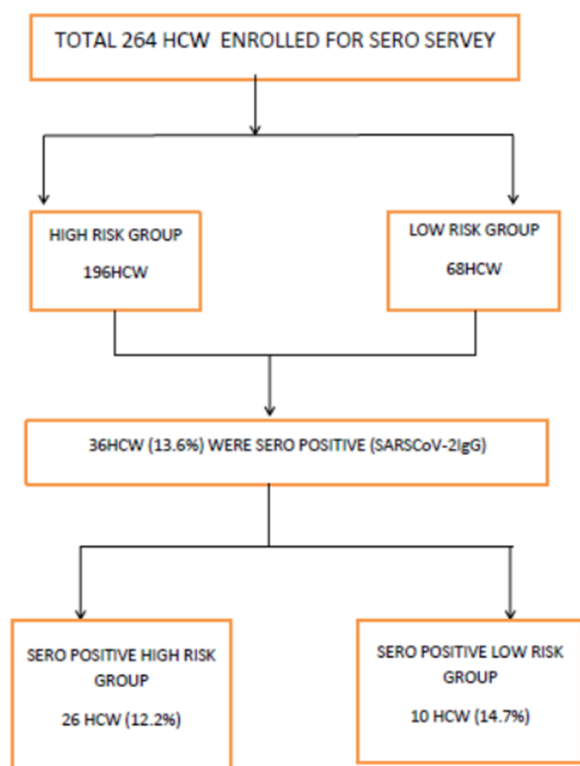 TOTAL 264 HCW ENROLLED FOR SERO SERVEY
HIGH RISK GROUP
196HCW
LOW RISK GROUP
68HCW
36HCW (13.6%) WERE SERO POSITIVE (SARSCoV-2IgG)
SERO POSITIVE HIGH RISK
GROUP
26 HCW (12.2%)
SERO POSITIVE LOW RISK
GROUP
10 HCW (14.7%)